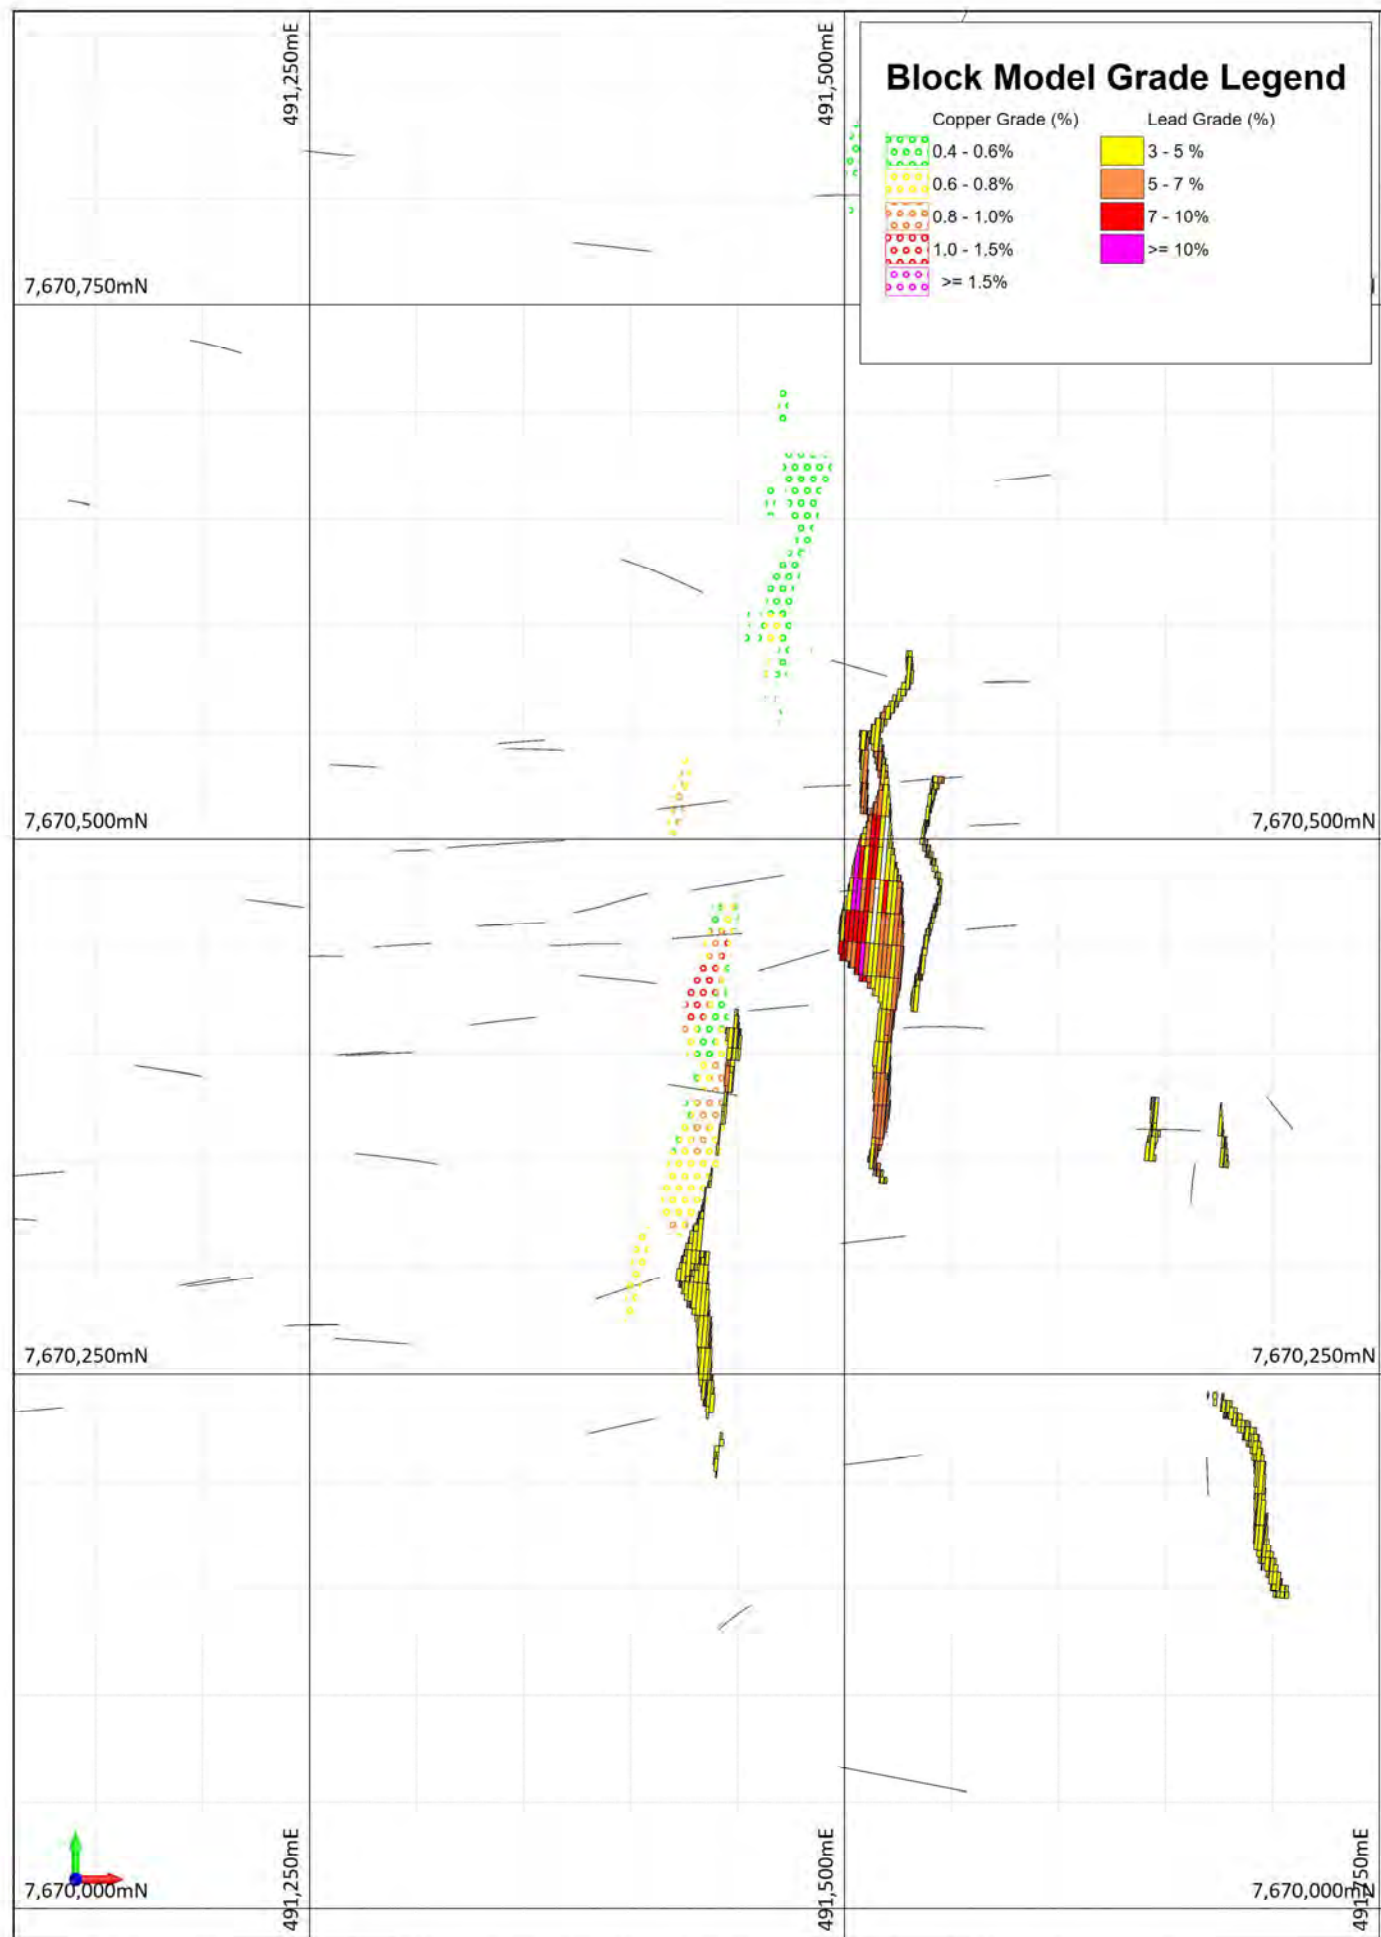 491,250mE
491,500mE
Block Model Grade Legend
Copper Grade (%)
Lead Grade (%)
0.4 - 0.6%
3 - 5 %
0.6 - 0.8%
5 - 7 %
0.8 - 1.0%
7 - 10%
1.0 - 1.5%
>= 10%
>= 1.5%
7,670,750mN
7,670,500mN
7,670,500mN
7,670,250mN
7,670,250mN
491,250mE
491,500mE
491,750mE
7,670,000mN
7,670,000mN